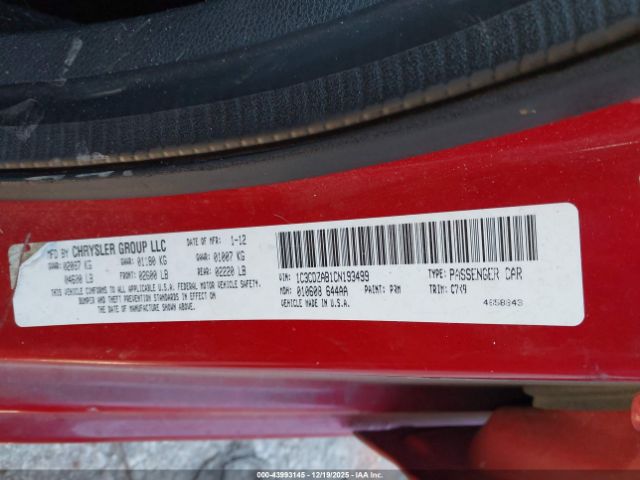 MFD BY CHRYSLER GROUP LLC DATE OF MFR: 1-12
GVWR: 02087 KG GAWR: 01180 KG GAWR: 01007 KG
04600 LB FRONT: 02600 LB REAR: 02220 LB
THIS VEHICLE CONFORMS TO ALL APPLICABLE U.S.A. FEDERAL MOTOR VEHICLE SAFETY,
BUMPER AND THEFT PREVENTION STANDARDS IN EFFECT ON
THE DATE OF MANUFACTURE SHOWN ABOVE.
VIN: 1C3CDZAB1CN193499 TYPE: PASSENGER CAR
MDH: 010608 644AA PAINT: PRM TRIM: C7X9
VEHICLE MADE IN U.S.A. 4658843
000-43993145 - 12/19/2025 - IAAI.COM